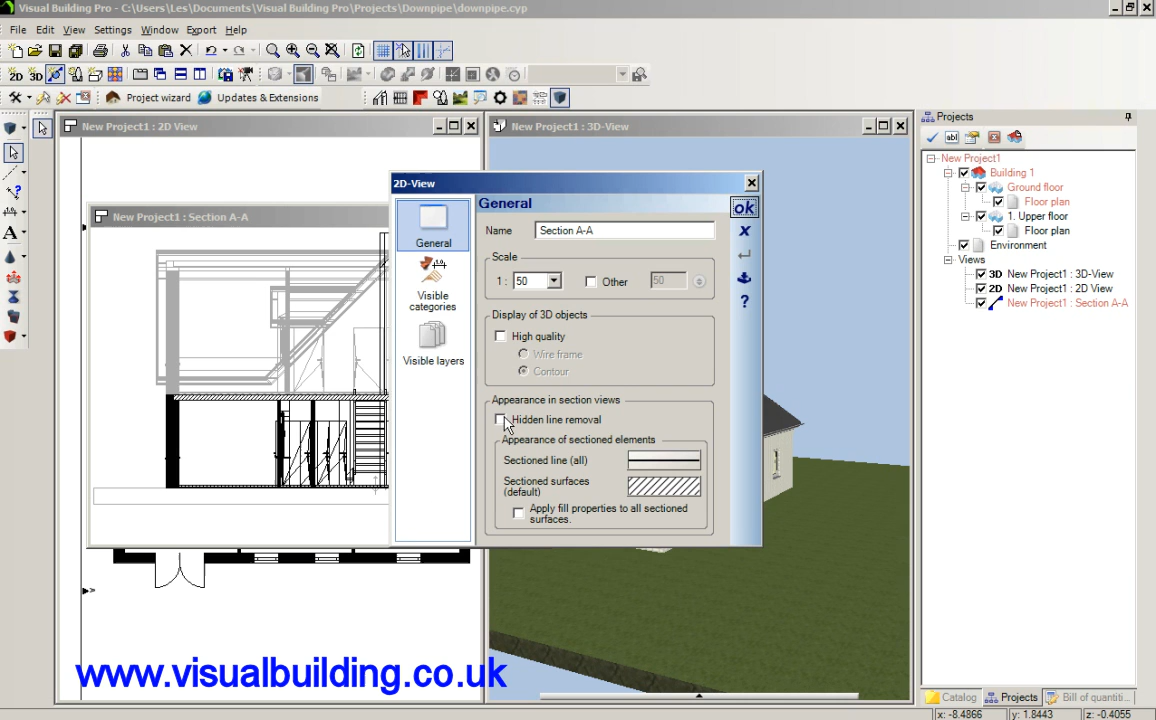 Visual Building Pro - C:\Users\Les\Documents\Visual Building Pro\Projects\Downpipe\downpipe.cyp
File Edit View Settings Window Export Help
2D 3D
Project wizard Updates & Extensions
New Project1 : 2D View
New Project1 : 3D-View
New Project1 : Section A-A
2D-View
General
Visible categories
Visible layers
General
ok
Name Section A-A
Scale
1 : 50 Other 50
Display of 3D objects
High quality
Wire frame
Contour
Appearance in section views
Hidden line removal
Appearance of sectioned elements
Sectioned line (all)
Sectioned surfaces
(default)
Apply fill properties to all sectioned
surfaces.
x
?
A
Projects
abl
New Project1
Building 1
Ground floor
Floor plan
1. Upper floor
Floor plan
Environment
Views
3D New Project1 : 3D-View
2D New Project1 : 2D View
New Project1 : Section A-A
www.visualbuilding.co.uk
Catalog Projects Bill of quantiti...
x: -8.4866 y: 1.8443 z: -0.4055